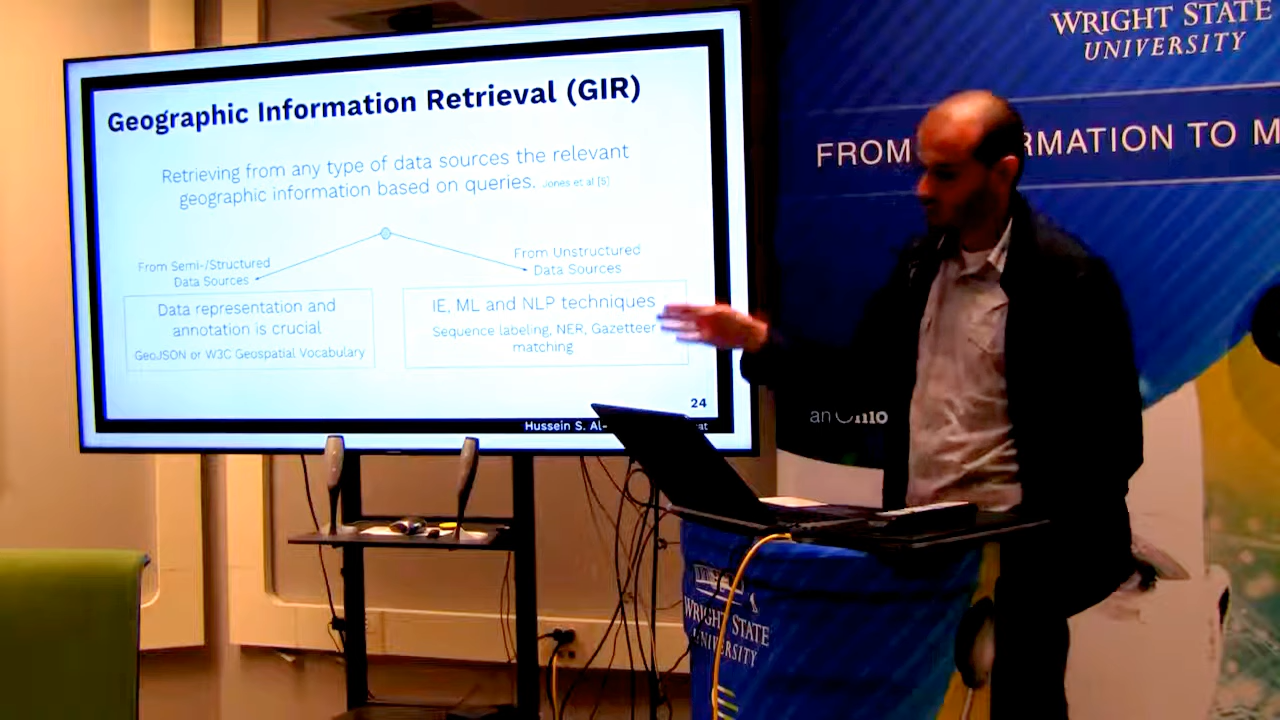 Geographic Information Retrieval (GIR)
Retrieving from any type of data sources the relevant
geographic information based on queries. Jones et al [5]
From Semi-/Structured
Data Sources
Data representation and
annotation is crucial
GeoJSON or W3C Geospatial Vocabulary
From Unstructured
Data Sources
IE, ML and NLP techniques
Sequence labeling, NER, Gazetteer
matching
24
Hussein S. Al-
WRIGHT STATE
UNIVERSITY
FROM RMATION TO M
an Ohio
WRIGHT STATE
UNIVERSITY